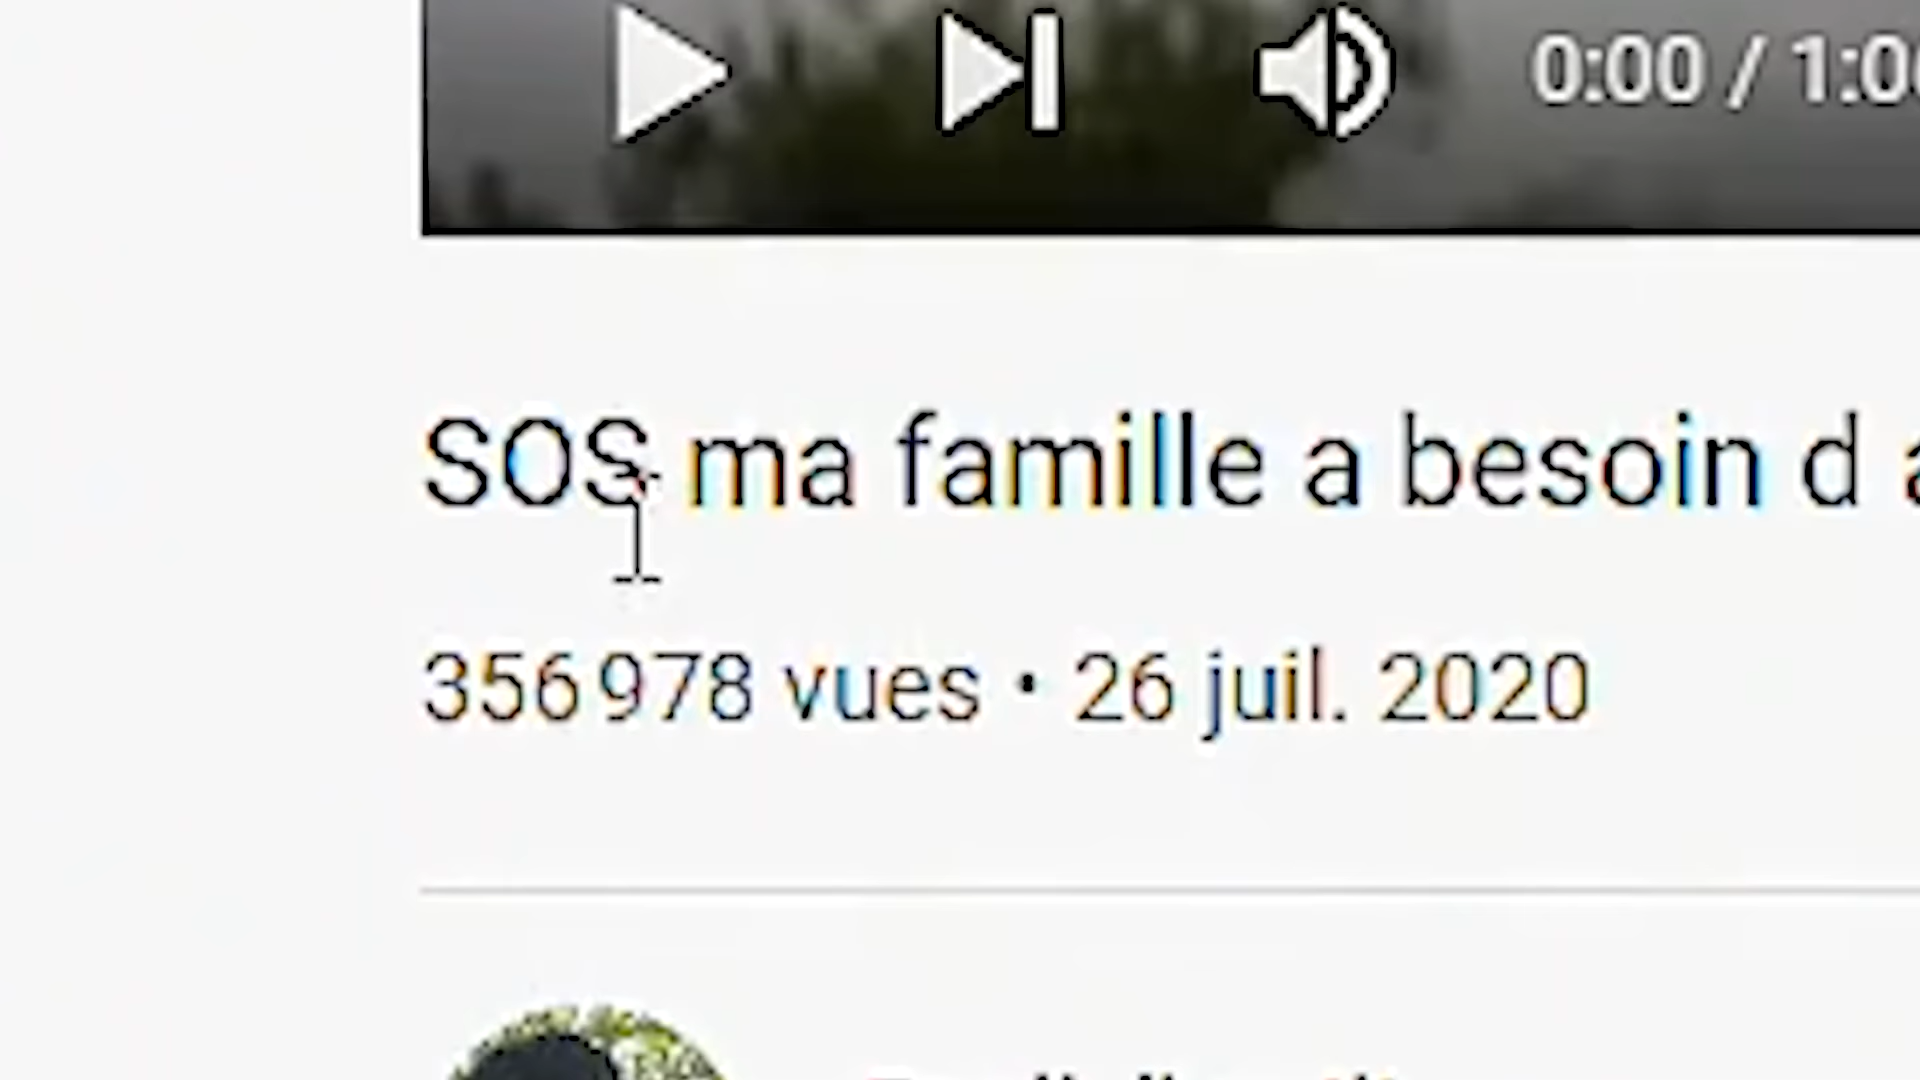 0:00 / 1:0
SOS ma famille a besoin d
356 978 vues • 26 juil. 2020